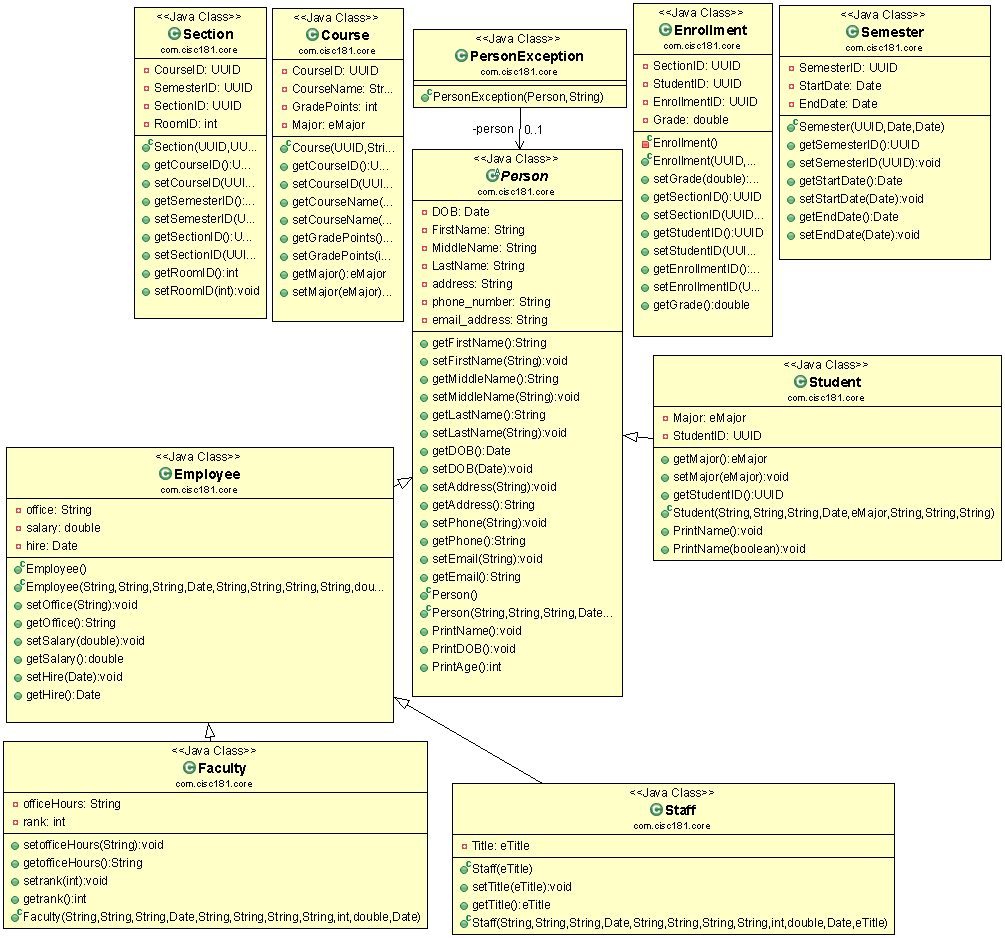 <<Java Class>>
Section
com.cisc181.core
CourseID: UUID
SemesterID: UUID
SectionID: UUID
RoomID: int
Section(UUID,UU...
getCourseID():U...
setCourseID(UUI...
getSemesterID():...
setSemesterID(U...
getSectionID():U...
setSectionID(UUI...
getRoomID():int
setRoomID(int):void
<<Java Class>>
Course
com.cisc181.core
CourseID: UUID
CourseName: Str...
GradePoints: int
Major: eMajor
Course(UUID,Stri...
getCourseID():U...
setCourseID(UUI...
getCourseName(...
setCourseName(...
getGradePoints()...
setGradePoints(i...
getMajor():eMajor
setMajor(eMajor)...
<<Java Class>>
PersonException
com.cisc181.core
PersonException(Person,String)
-person 0..1
<<Java Class>>
Person
com.cisc181.core
DOB: Date
FirstName: String
MiddleName: String
LastName: String
address: String
phone_number: String
email_address: String
getFirstName():String
setFirstName(String):void
getMiddleName():String
setMiddleName(String):void
getLastName():String
setLastName(String):void
getDOB():Date
setDOB(Date):void
setAddress(String):void
getAddress():String
setPhone(String):void
getPhone():String
setEmail(String):void
getEmail():String
Person()
Person(String,String,String,Date...
PrintName():void
PrintDOB():void
PrintAge():int
<<Java Class>>
Enrollment
com.cisc181.core
SectionID: UUID
StudentID: UUID
EnrollmentID: UUID
Grade: double
Enrollment()
Enrollment(UUID,...
setGrade(double):...
getSectionID():UUID
setSectionID(UUID...
getStudentID():UUID
setStudentID(UUI...
getEnrollmentID():...
setEnrollmentID(U...
getGrade():double
<<Java Class>>
Semester
com.cisc181.core
SemesterID: UUID
StartDate: Date
EndDate: Date
Semester(UUID,Date,Date)
getSemesterID():UUID
setSemesterID(UUID):void
getStartDate():Date
setStartDate(Date):void
getEndDate():Date
setEndDate(Date):void
<<Java Class>>
Student
com.cisc181.core
Major: eMajor
StudentID: UUID
getMajor():eMajor
setMajor(eMajor):void
getStudentID():UUID
Student(String,String,String,Date,eMajor,String,String,String)
PrintName():void
PrintName(boolean):void
<<Java Class>>
Employee
com.cisc181.core
office: String
salary: double
hire: Date
Employee()
Employee(String,String,String,Date,String,String,String,String,dou...
setOffice(String):void
getOffice():String
setSalary(double):void
getSalary():double
setHire(Date):void
getHire():Date
<<Java Class>>
Faculty
com.cisc181.core
officeHours: String
rank: int
setofficeHours(String):void
getofficeHours():String
setrank(int):void
getrank():int
Faculty(String,String,String,Date,String,String,String,String,int,double,Date)
<<Java Class>>
Staff
com.cisc181.core
Title: eTitle
Staff(eTitle)
setTitle(eTitle):void
getTitle():eTitle
Staff(String,String,String,Date,String,String,String,String,int,double,Date,eTitle)